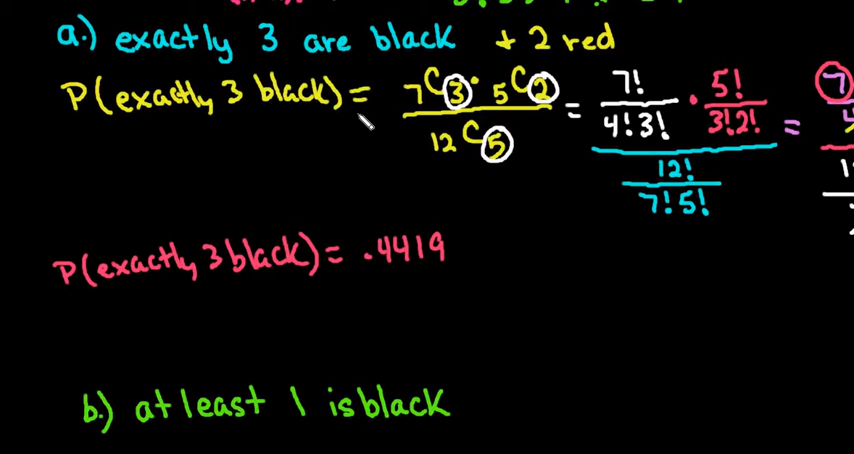 a.) exactly 3 are black + 2 red
P(exactly 3 black) = 7C3 · 5C2 / 12C5 = 7!/4!3! · 5!/3!2! / 12!/7!5! = 7
P(exactly 3 black) = .4419
b.) at least 1 is black